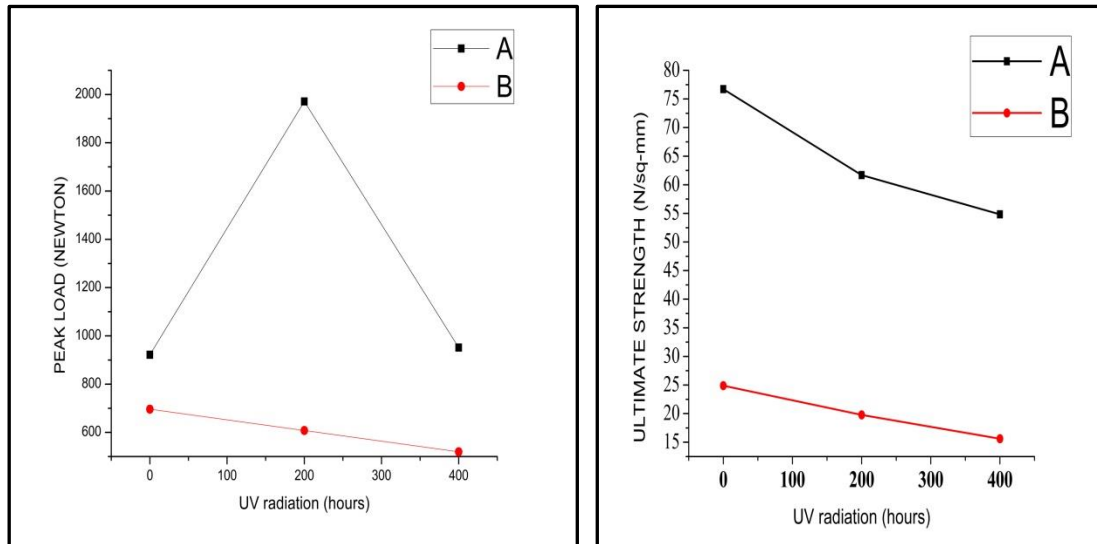 A
B
2000
1800
1600
1400
1200
1000
800
600
PEAK LOAD (NEWTON)
0 100 200 300 400
UV radiation (hours)
A
B
80
75
70
65
60
55
50
45
40
35
30
25
20
15
ULTIMATE STRENGTH (N/sq-mm)
0 100 200 300 400
UV radiation (hours)